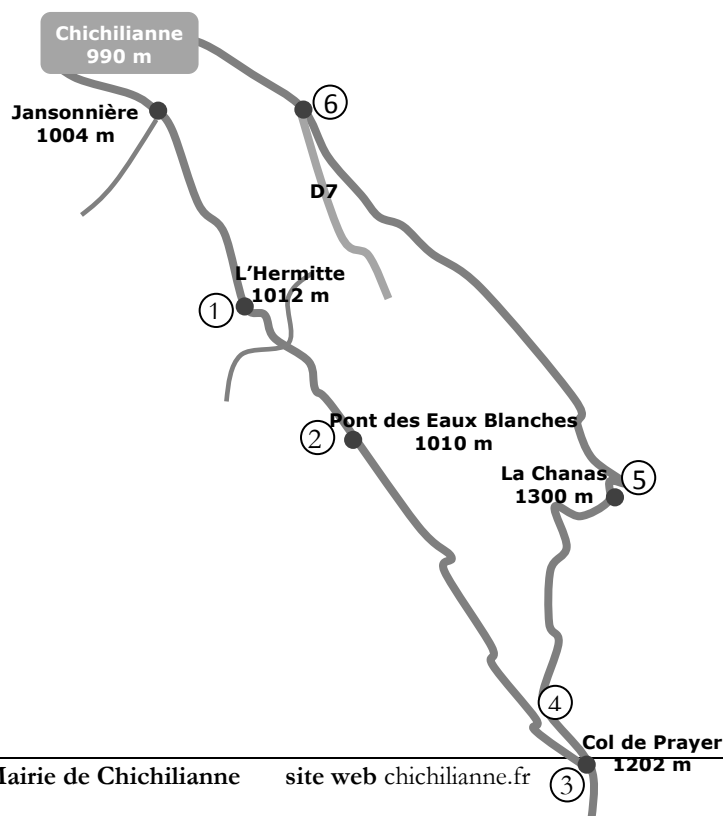 Chichilianne
990 m
6
Jansonnière
1004 m
D7
L'Hermitte
1012 m
1
Pont des Eaux Blanches
1010 m
2
La Chanas
1300 m
5
4
Col de Prayer
1202 m
3
Mairie de Chichilianne site web chichilianne.fr